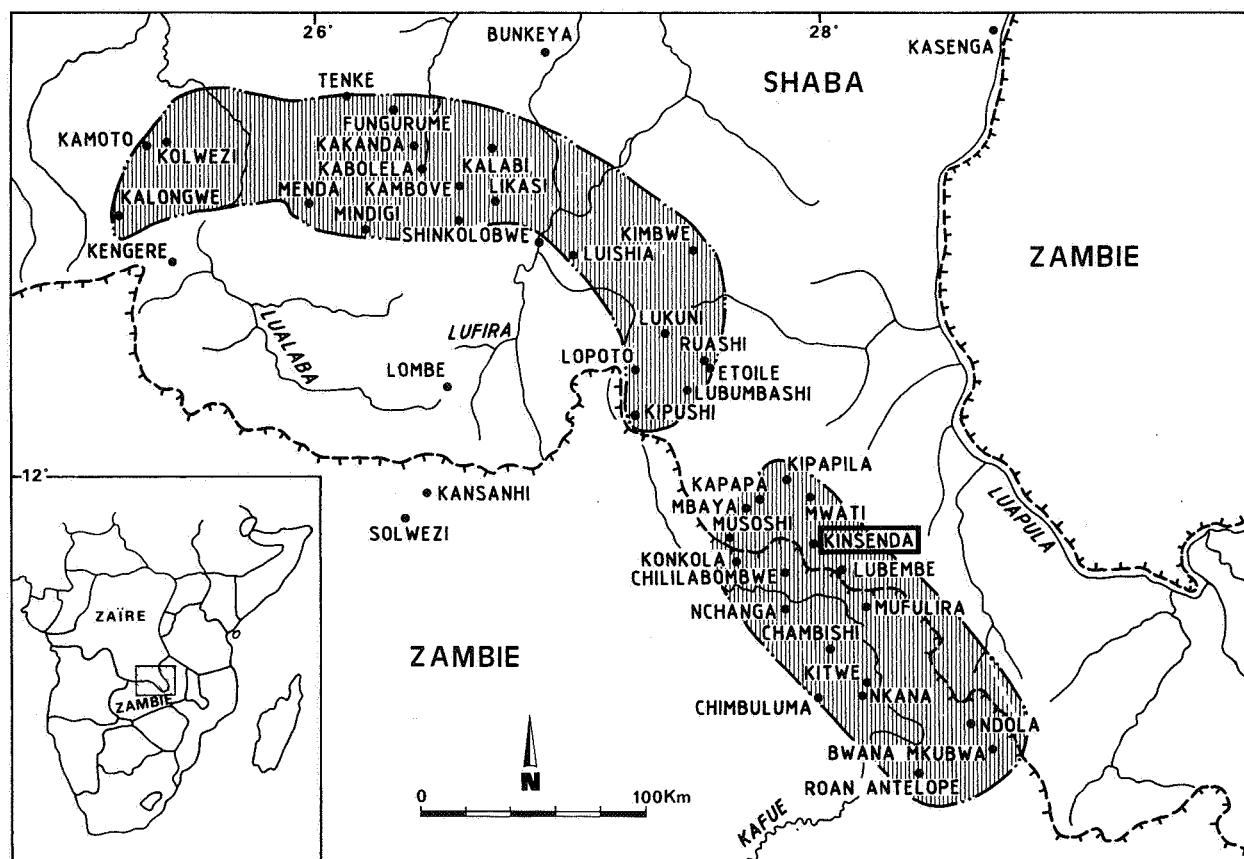 26°
28°
BUNKEYA
KASENGA
SHABA
TENKE
FUNGURUME
KAMOTO
KOLWEZI
KAKANDA
KABOLELA
KALABI
MENDA
KAMBOVE
LIKASI
KALONGWE
MINDIGI
SHINKOLOBWE
KIMBWE
KENGERE
LUISHIA
ZAMBIE
LUALABA
LUFIRA
LUKUNI
RUASHI
LOPOTO
ETOILE
LOMBE
LUBUMBASHI
KIPUSHI
12°
KIPAPILA
KANSANHI
KAPAPA
MBAYA
MWATI
SOLWEZI
MUSOSHI
KINSENDA
LUAPULA
KONKOLA
LUBEMBE
CHILILABOMBWE
NCHANGA
MUFULIRA
ZAÏRE
CHAMBISHI
ZAMBIE
KITWE
ZAMBIE
NKANA
CHIMBULUMA
NDOLA
BWANA MKUBWA
N
ROAN ANTELOPE
0
100Km
KAFUE